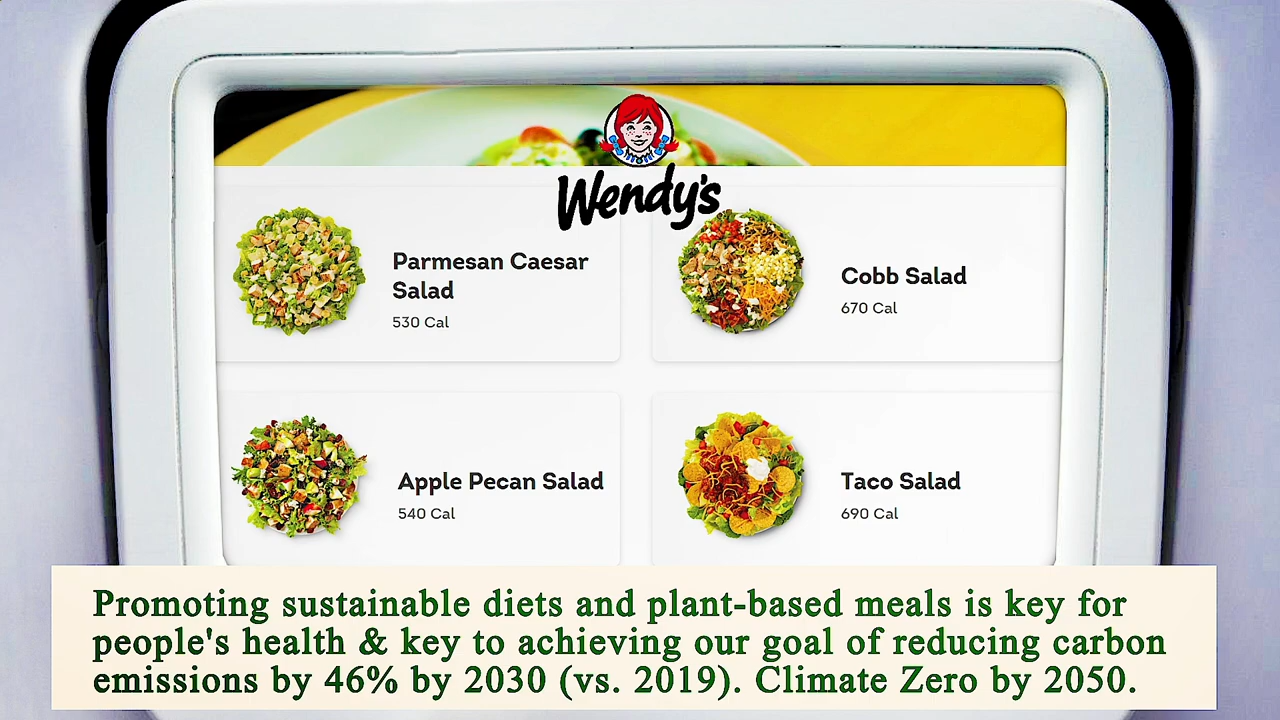 Wendy's
Parmesan Caesar
Salad
530 Cal
Cobb Salad
670 Cal
Apple Pecan Salad
540 Cal
Taco Salad
690 Cal
Promoting sustainable diets and plant-based meals is key for
people's health & key to achieving our goal of reducing carbon
emissions by 46% by 2030 (vs. 2019). Climate Zero by 2050.